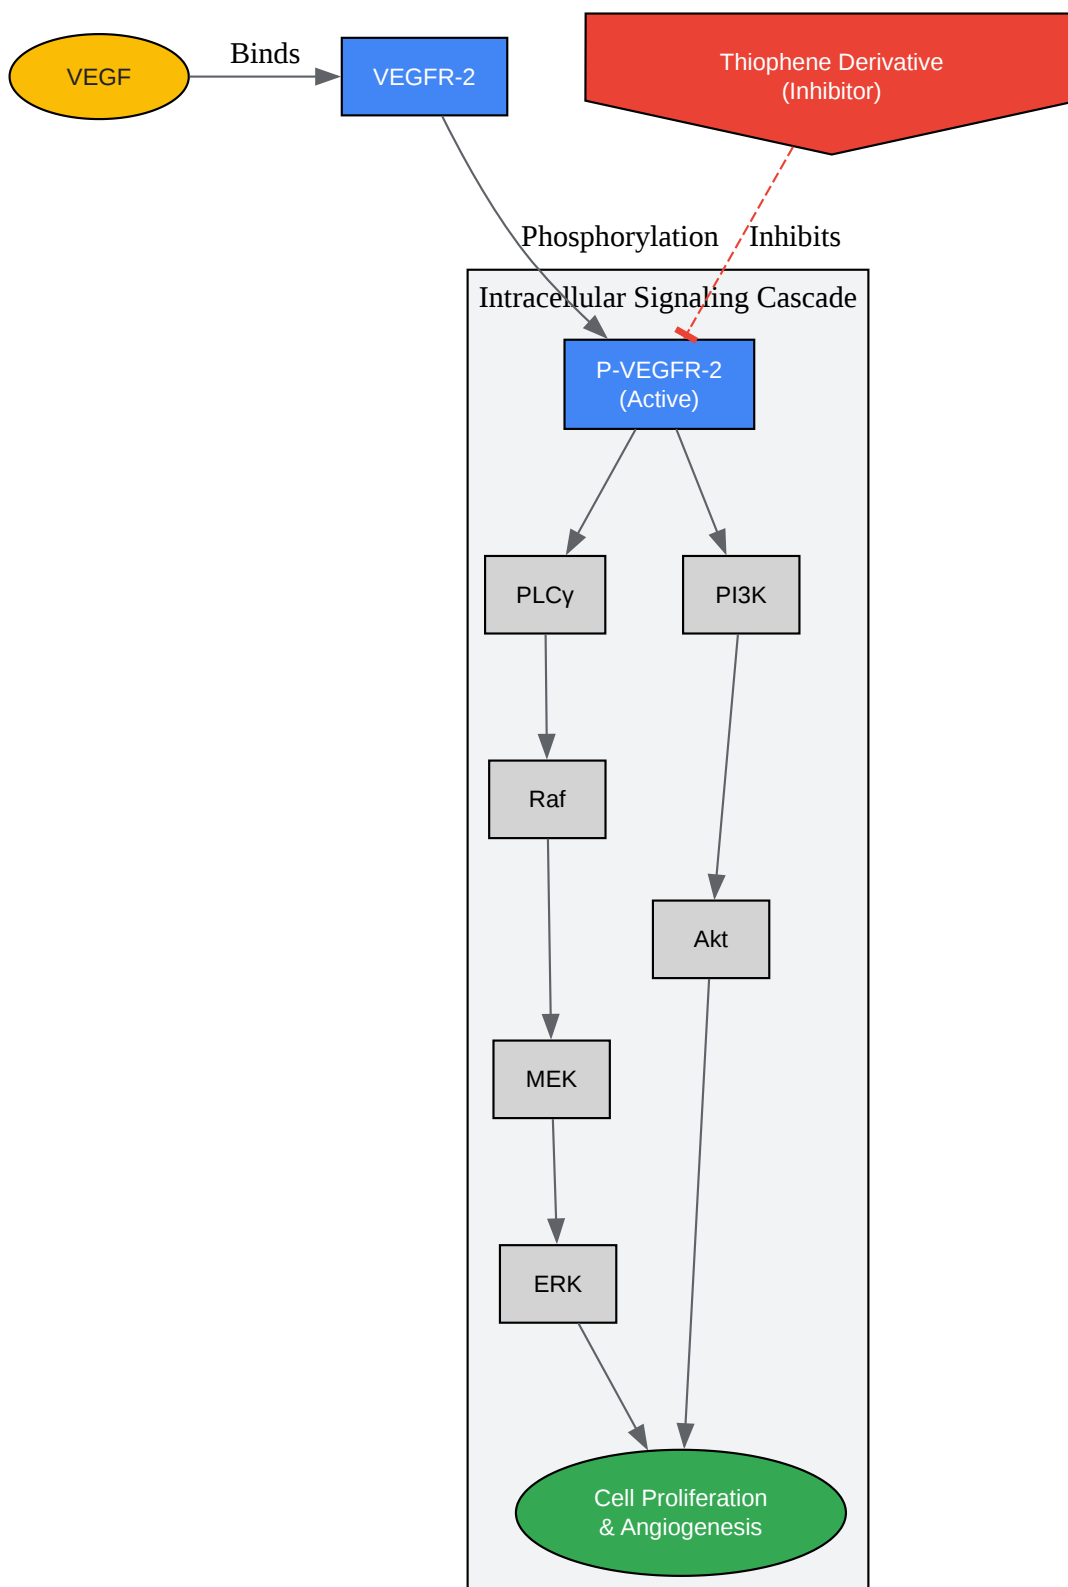 VEGF
Binds
VEGFR-2
Thiophene Derivative
(Inhibitor)
Phosphorylation
Inhibits
Intracellular Signaling Cascade
P-VEGFR-2
(Active)
PLCγ
PI3K
Raf
Akt
MEK
ERK
Cell Proliferation
& Angiogenesis